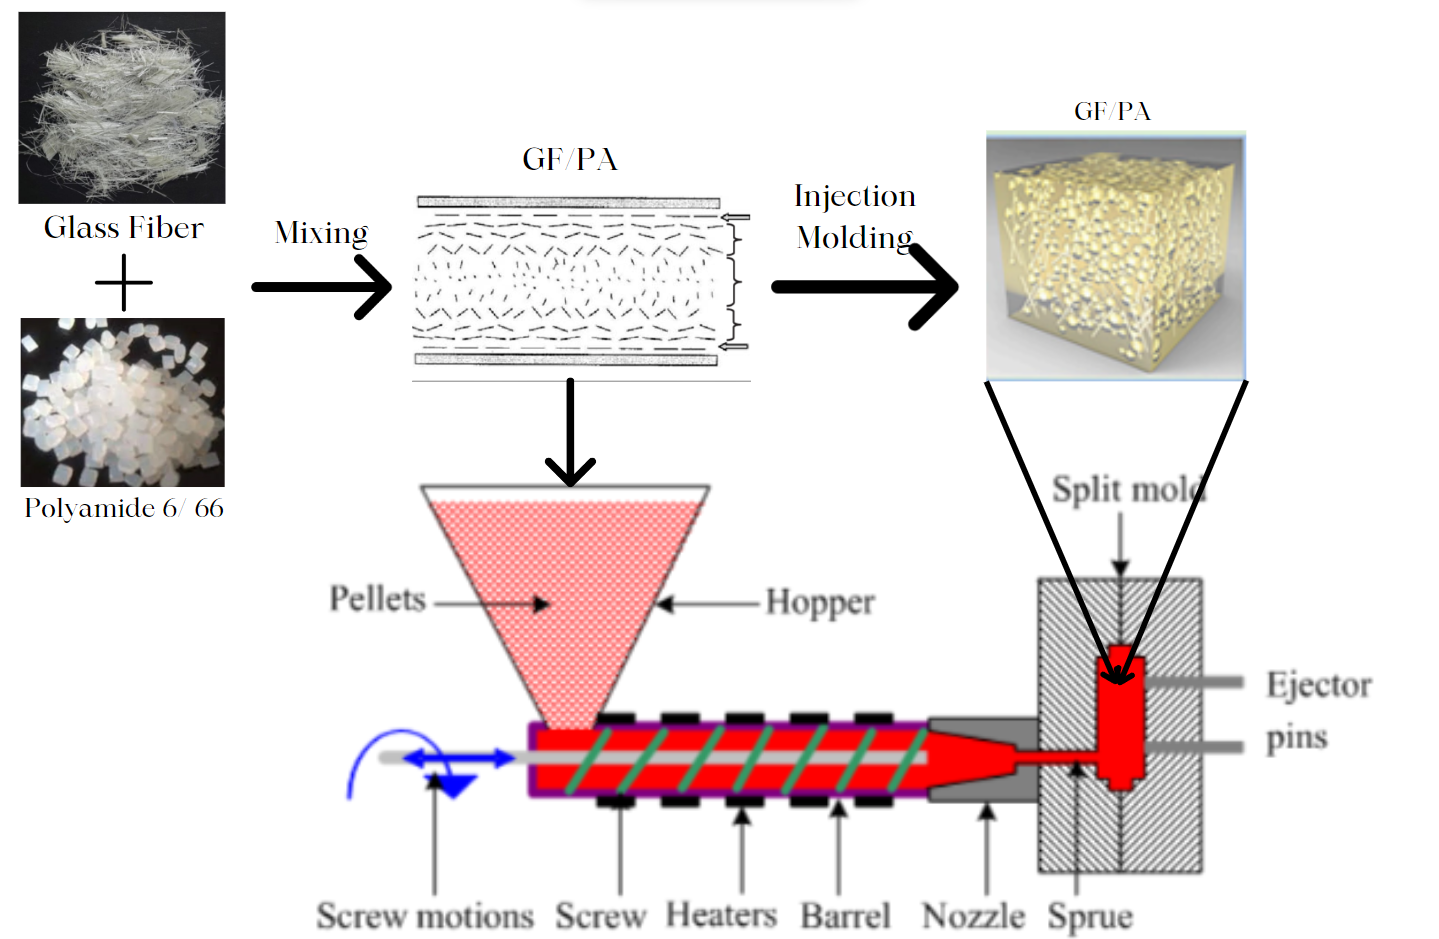 GF/PA
GF/PA
Injection
Molding
Glass Fiber
Mixing
Polyamide 6/ 66
Split mold
Pellets
Hopper
Ejector
pins
Screw motions
Screw
Heaters
Barrel
Nozzle
Sprue